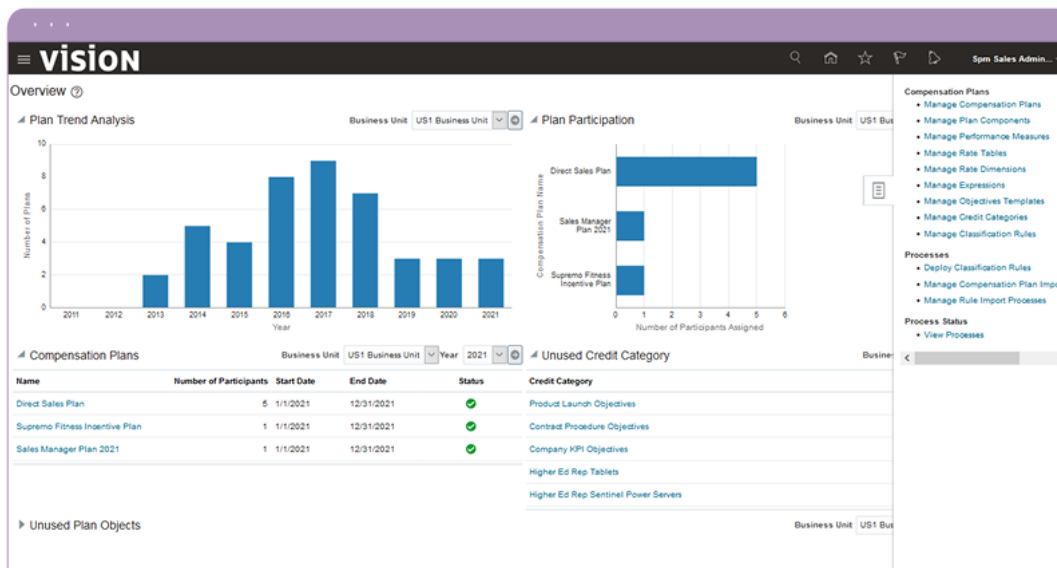 vision
Spm Sales Admin...
Overview
Plan Trend Analysis
Business Unit US1 Business Unit
10
8
6
4
2
0
Number of Plans
2011 2012 2013 2014 2015 2016 2017 2018 2019 2020 2021
Year
Plan Participation
Business Unit US1 Bus
Compensation Plan Name
Direct Sales Plan
Sales Manager
Plan 2021
Supremo Fitness
Incentive Plan
0 1 2 3 4 5 6
Number of Participants Assigned
Compensation Plans
Business Unit US1 Business Unit Year 2021
Name Number of Participants Start Date End Date Status
Direct Sales Plan 5 1/1/2021 12/31/2021
Supremo Fitness Incentive Plan 1 1/1/2021 12/31/2021
Sales Manager Plan 2021 1 1/1/2021 12/31/2021
Unused Credit Category
Busine
Credit Category
Product Launch Objectives
Contract Procedure Objectives
Company KPI Objectives
Higher Ed Rep Tablets
Higher Ed Rep Sentinel Power Servers
Unused Plan Objects
Business Unit US1 Bus
Compensation Plans
Manage Compensation Plans
Manage Plan Components
Manage Performance Measures
Manage Rate Tables
Manage Rate Dimensions
Manage Expressions
Manage Objectives Templates
Manage Credit Categories
Manage Classification Rules
Processes
Deploy Classification Rules
Manage Compensation Plan Impo
Manage Rule Import Processes
Process Status
View Processes